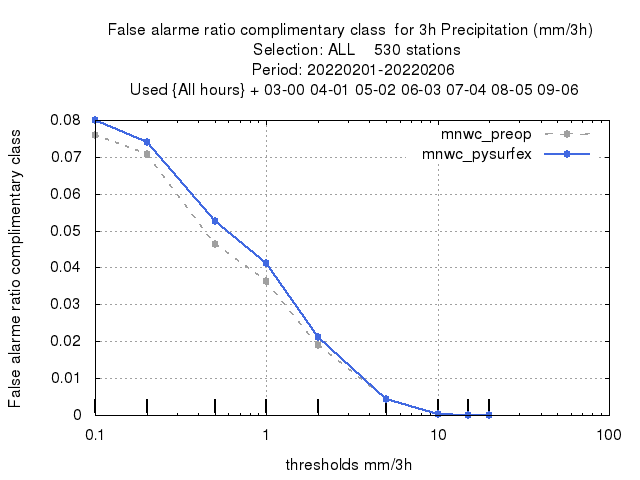 False alarme ratio complimentary class  for 3h Precipitation (mm/3h)
Selection: ALL    530 stations
Period: 20220201-20220206
Used {All hours} + 03-00 04-01 05-02 06-03 07-04 08-05 09-06
mnwc_preop
mnwc_pysurfex
False alarme ratio complimentary class
0.08
0.07
0.06
0.05
0.04
0.03
0.02
0.01
0
0.1
1
10
100
thresholds mm/3h